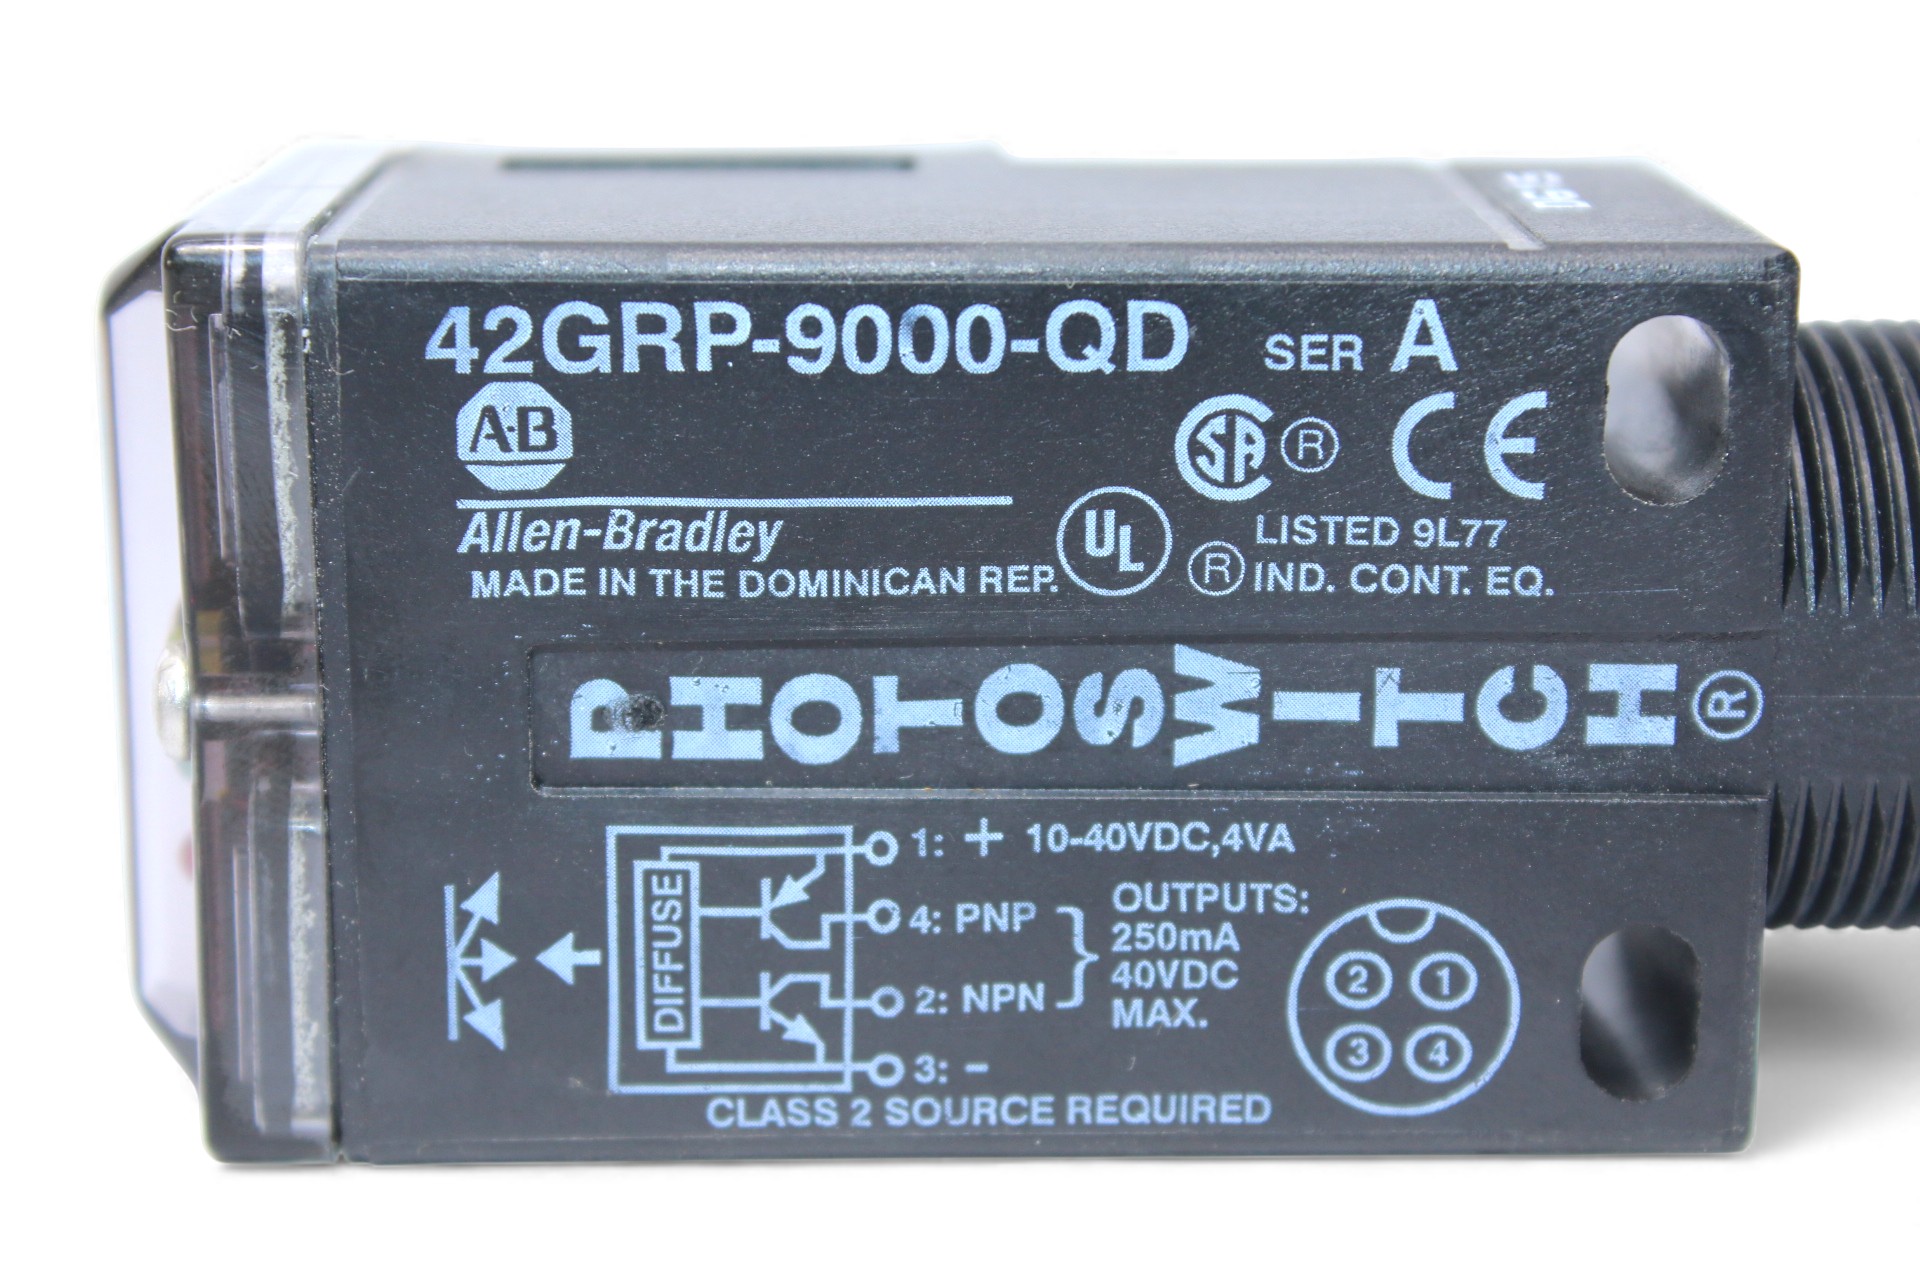 42GRP-9000-QD SER A
A-B
Allen-Bradley
MADE IN THE DOMINICAN REP.
SA ® CE
UL ® LISTED 9L77
IND. CONT. EQ.
PHOTOSWITCH®
DIFFUSE
1: + 10-40VDC,4VA
4: PNP
2: NPN
3: -
OUTPUTS:
250mA
40VDC
MAX.
2 1
3 4
CLASS 2 SOURCE REQUIRED